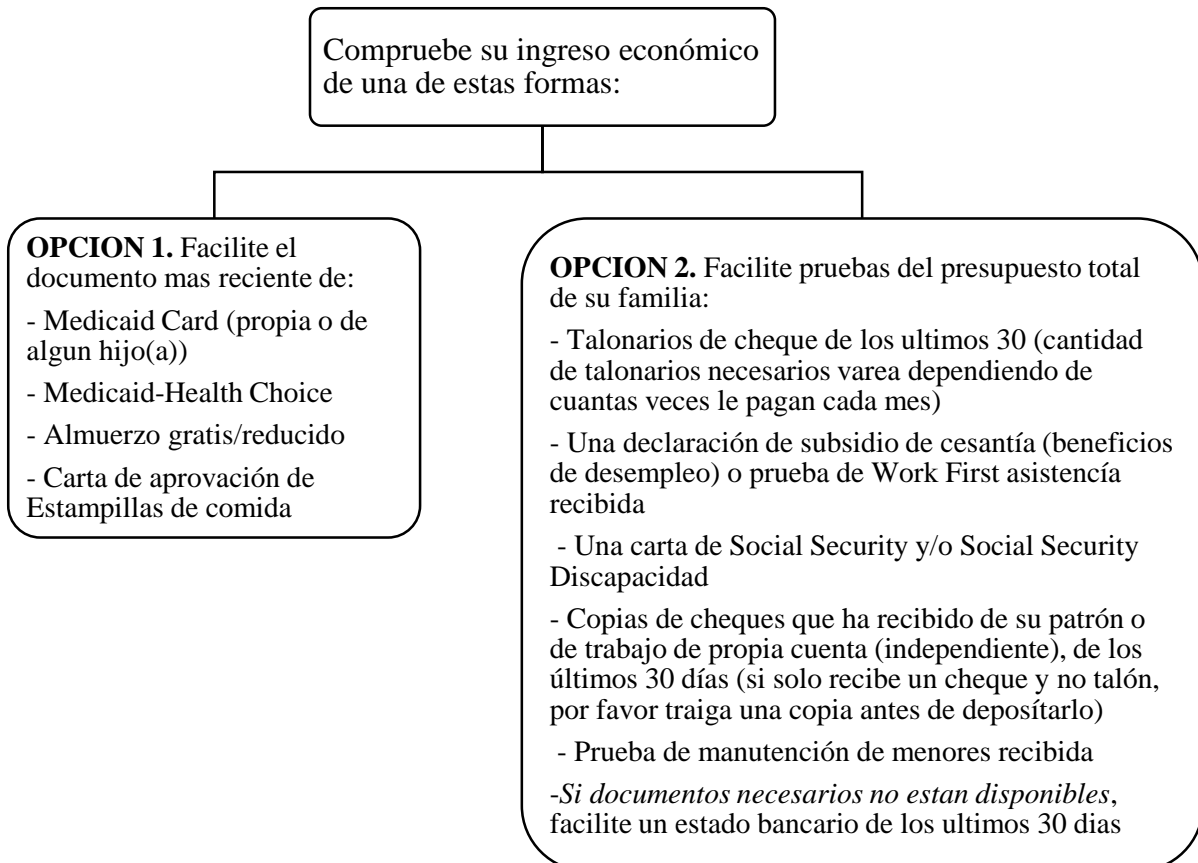 Compruebe su ingreso económico
de una de estas formas:
OPCION 1. Facilite el
documento mas reciente de:
- Medicaid Card (propia o de
algun hijo(a))
- Medicaid-Health Choice
- Almuerzo gratis/reducido
- Carta de aprovación de
Estampillas de comida
OPCION 2. Facilite pruebas del presupuesto total
de su familia:
- Talonarios de cheque de los ultimos 30 (cantidad
de talonarios necesarios varea dependiendo de
cuantas veces le pagan cada mes)
- Una declaración de subsidio de cesantía (beneficios
de desempleo) o prueba de Work First asistencía
recibida
- Una carta de Social Security y/o Social Security
Discapacidad
- Copias de cheques que ha recibido de su patrón o
de trabajo de propia cuenta (independiente), de los
últimos 30 días (si solo recibe un cheque y no talón,
por favor traiga una copia antes de deposítarlo)
- Prueba de manutención de menores recibida
-Si documentos necesarios no estan disponibles,
facilite un estado bancario de los ultimos 30 dias